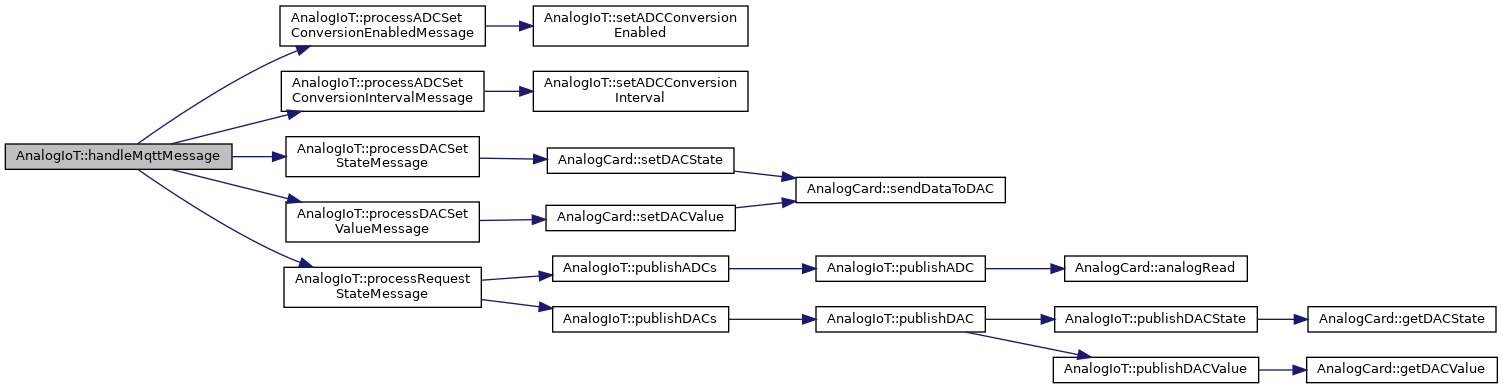 AnalogIoT::handleMqttMessage
AnalogIoT::processADCSet
ConversionEnabledMessage
AnalogIoT::setADCConversion
Enabled
AnalogIoT::processADCSet
ConversionIntervalMessage
AnalogIoT::setADCConversion
Interval
AnalogIoT::processDACSet
StateMessage
AnalogCard::setDACState
AnalogCard::sendDataToDAC
AnalogIoT::processDACSet
ValueMessage
AnalogCard::setDACValue
AnalogIoT::processRequest
StateMessage
AnalogIoT::publishADCs
AnalogIoT::publishADC
AnalogCard::analogRead
AnalogIoT::publishDACs
AnalogIoT::publishDAC
AnalogIoT::publishDACState
AnalogCard::getDACState
AnalogIoT::publishDACValue
AnalogCard::getDACValue